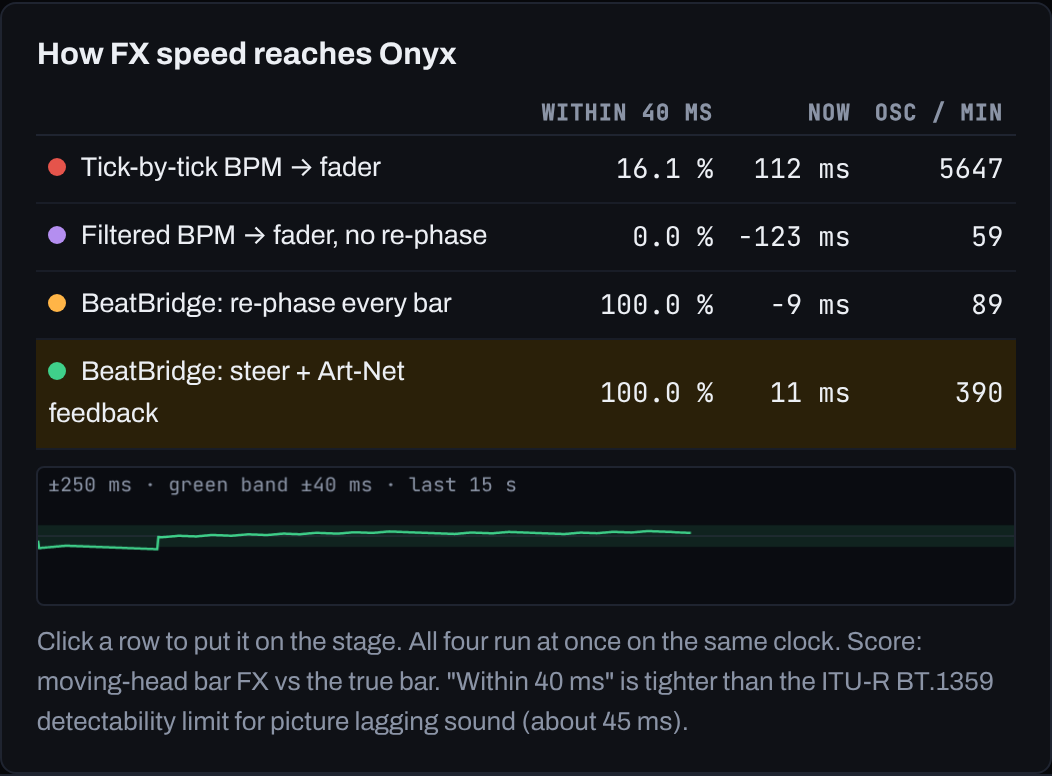 How FX speed reaches Onyx
WITHIN 40 MS NOW OSC / MIN
Tick-by-tick BPM → fader 16.1 % 112 ms 5647
Filtered BPM → fader, no re-phase 0.0 % -123 ms 59
BeatBridge: re-phase every bar 100.0 % -9 ms 89
BeatBridge: steer + Art-Net
feedback 100.0 % 11 ms 390
±250 ms · green band ±40 ms · last 15 s
Click a row to put it on the stage. All four run at once on the same clock. Score:
moving-head bar FX vs the true bar. "Within 40 ms" is tighter than the ITU-R BT.1359
detectability limit for picture lagging sound (about 45 ms).